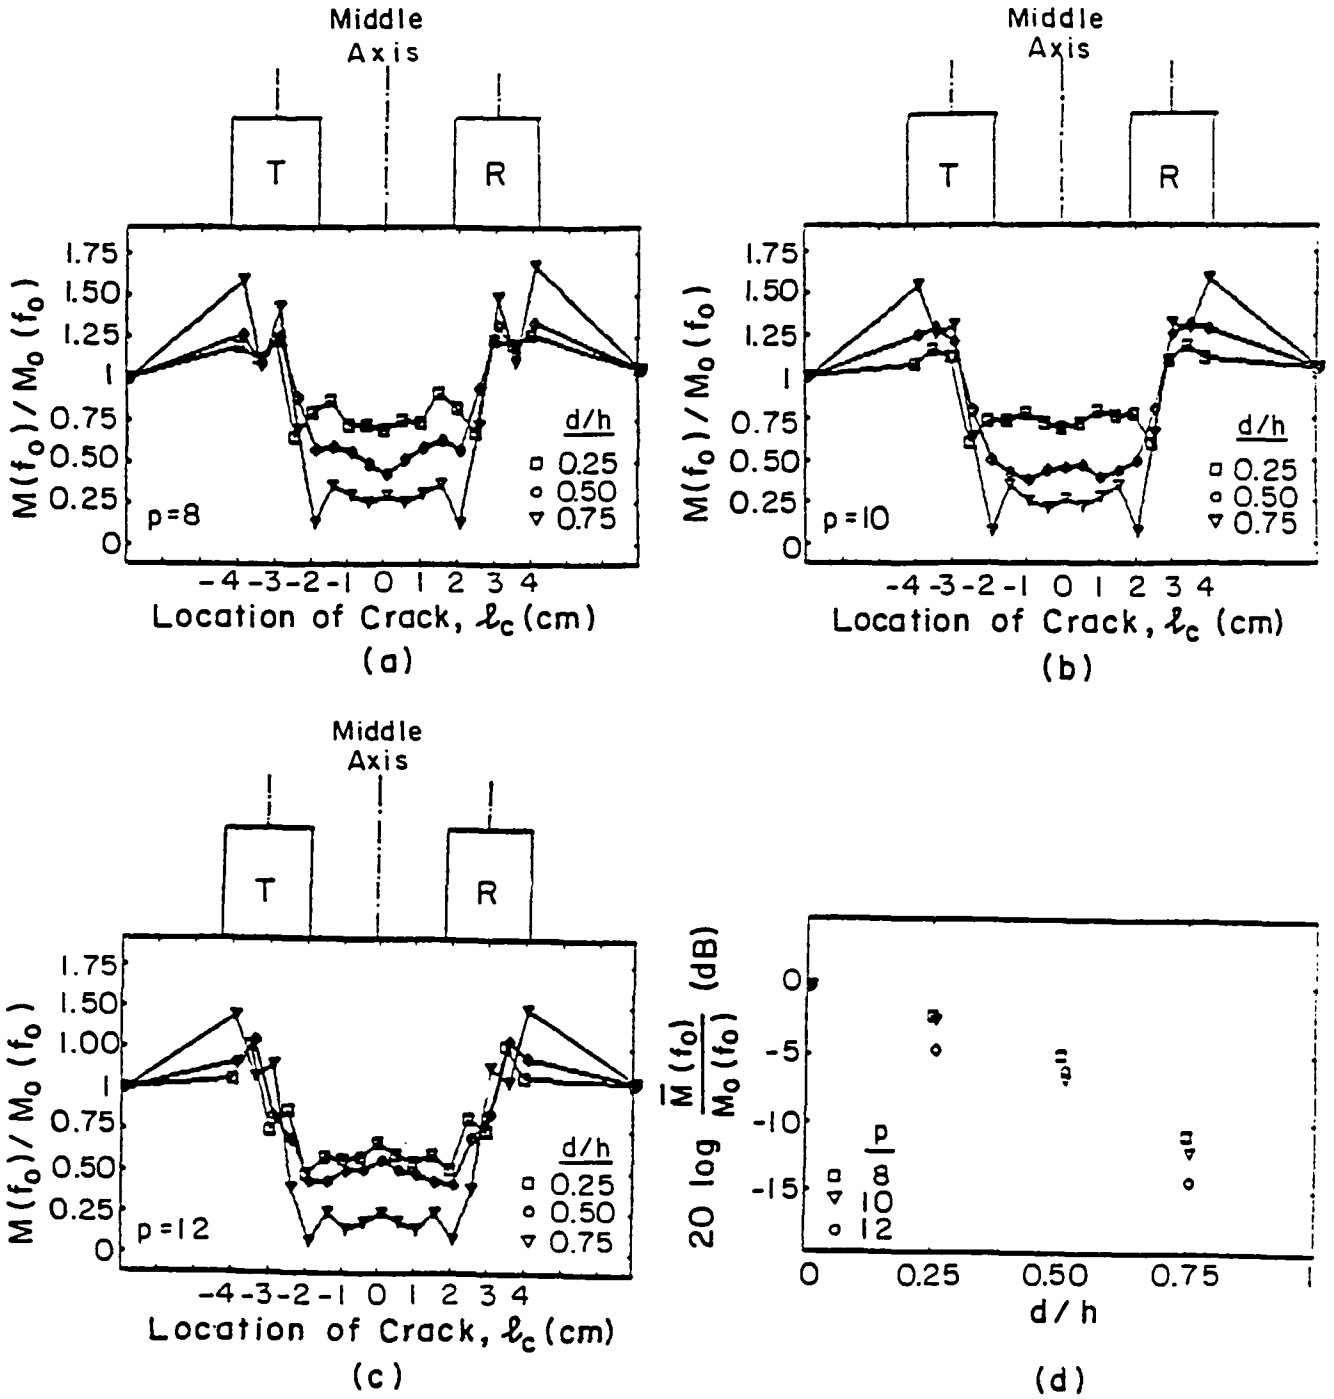 Middle
Axis
T
R
1.75
1.50
1.25
1
0.75
0.50
0.25
0
M(f₀)/M₀(f₀)
d/h
□ 0.25
○ 0.50
▽ 0.75
p=8
-4 -3 -2 -1 0 1 2 3 4
Location of Crack, ℓc (cm)
(a)
Middle
Axis
T
R
1.75
1.50
1.25
1
0.75
0.50
0.25
0
M(f₀)/M₀(f₀)
d/h
□ 0.25
○ 0.50
▽ 0.75
p=10
-4 -3 -2 -1 0 1 2 3 4
Location of Crack, ℓc (cm)
(b)
Middle
Axis
T
R
1.75
1.50
1.00
1
0.75
0.50
0.25
0
M(f₀)/M₀(f₀)
d/h
□ 0.25
○ 0.50
▽ 0.75
p=12
-4 -3 -2 -1 0 1 2 3 4
Location of Crack, ℓc (cm)
(c)
20 log M̄(f₀)/M₀(f₀) (dB)
0
-5
-10
-15
p
□ 8
▽ 10
○ 12
0 0.25 0.50 0.75 1
d/h
(d)